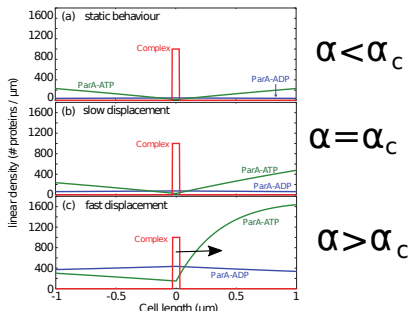 (a) static behaviour
1600
1200
800
400
0
Complex
ParA-ATP
ParA-ADP
α<αc
(b) slow displacement
1600
1200
800
400
0
Complex
ParA-ATP
ParA-ADP
α=αc
linear density (# proteins / μm)
(c) fast displacement
1600
1200
800
400
0
Complex
ParA-ATP
ParA-ADP
α>αc
-1 -0.5 0 0.5 1
Cell length (μm)